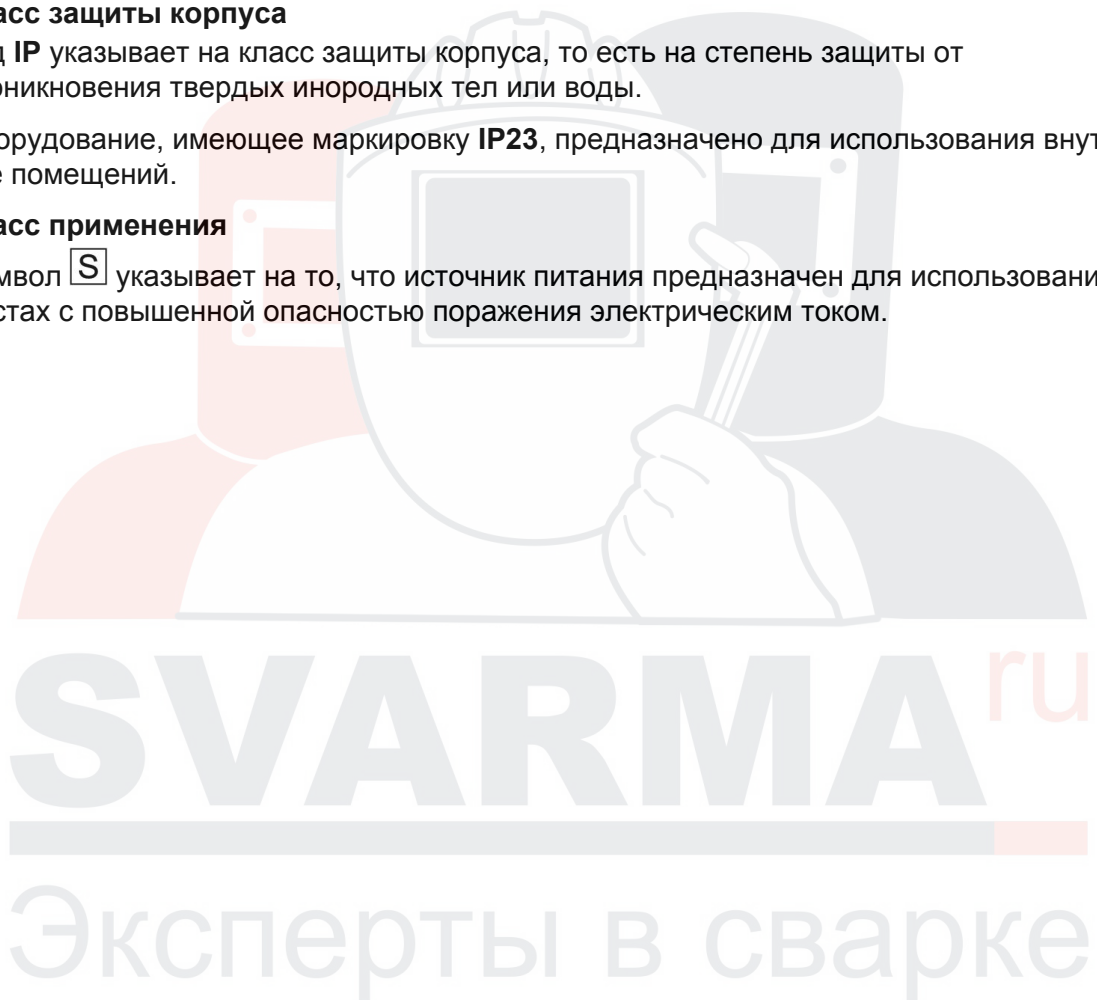 асс защиты корпуса
д IP указывает на класс защиты корпуса, то есть на степень защиты от
оникновения твердых инородных тел или воды.
орудование, имеющее маркировку IP23, предназначено для использования внут
е помещений.
асс применения
мвол S указывает на то, что источник питания предназначен для использовани
стах с повышенной опасностью поражения электрическим током.
SVARMA ru
Эксперты в сварке